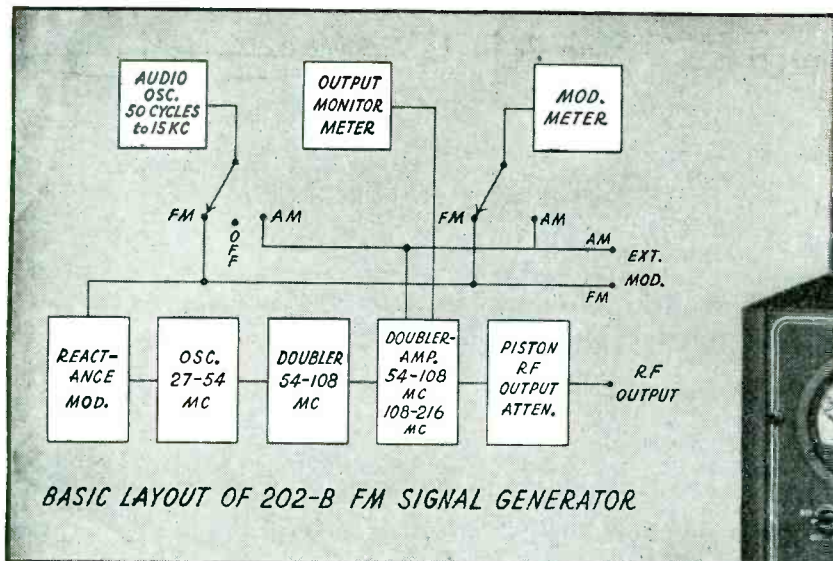 AUDIO
OSC.
50 CYCLES
to 15KC
OUTPUT
MONITOR
METER
MOD.
METER
FM
OFF
AM
FM
AM
AM
EXT.
MOD.
FM
REACT-
ANCE
MOD.
OSC.
27-54
MC
DOUBLER
54-108
MC
DOUBLER-
AMP.
54-108
MC
108-216
MC
PISTON
RF
OUTPUT
ATTEN.
RF
OUTPUT
BASIC LAYOUT OF 202-B FM SIGNAL GENERATOR